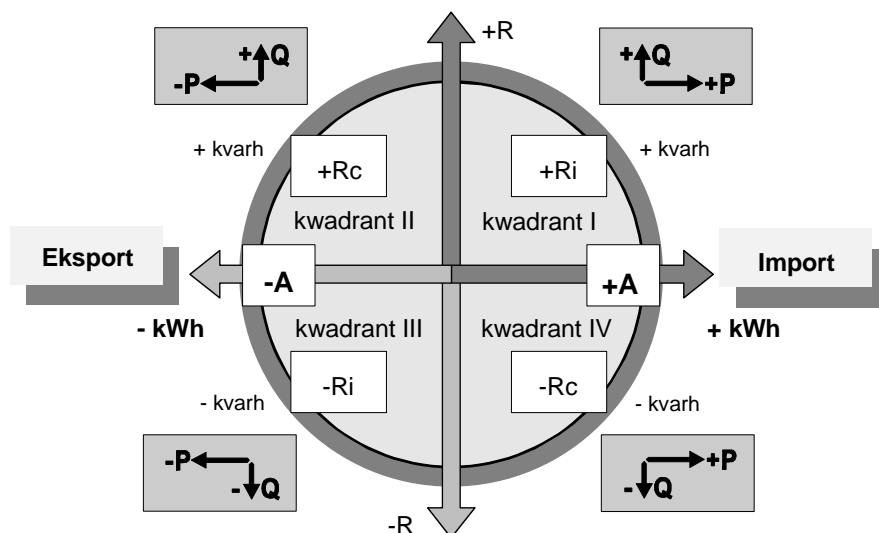 +R
+Q
-P
+Q
+P
+ kvarh
+ kvarh
+Rc
+Ri
kwadrant II
kwadrant I
Eksport
-A
+A
Import
- kWh
kwadrant III
kwadrant IV
+ kWh
-Ri
-Rc
- kvarh
- kvarh
-P
-Q
+P
-Q
-R